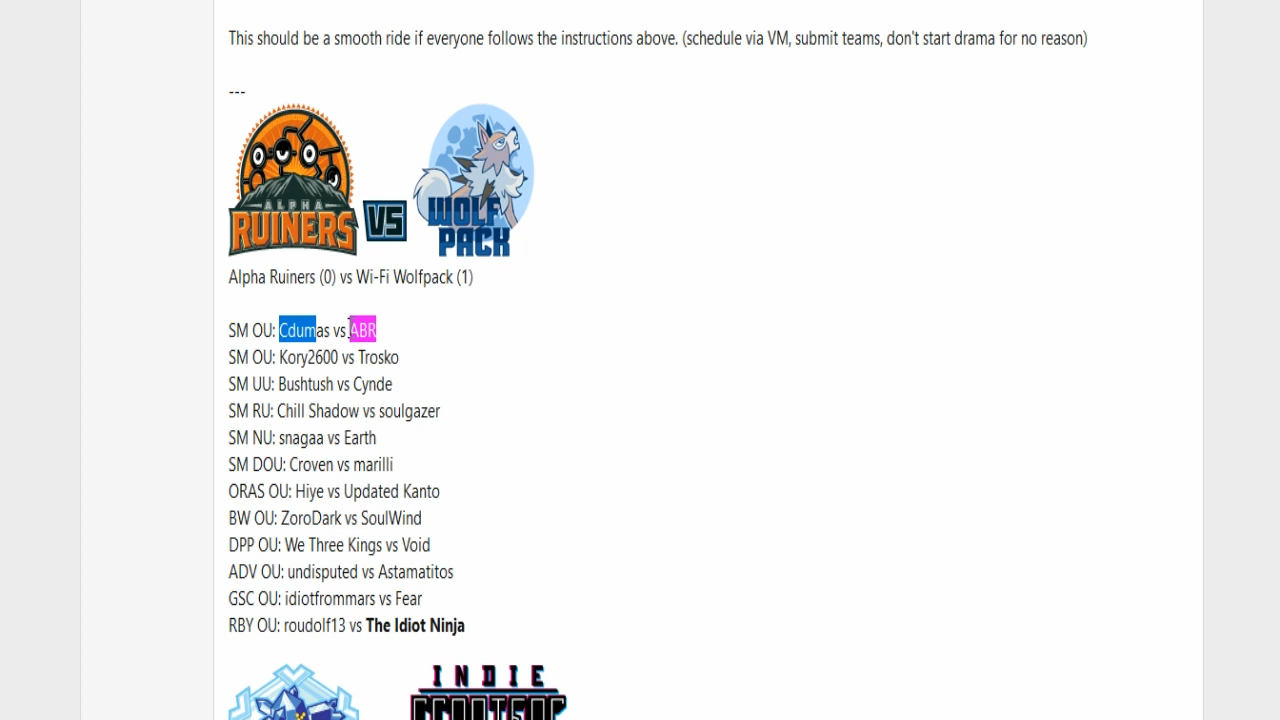 This should be a smooth ride if everyone follows the instructions above. (schedule via VM, submit teams, don't start drama for no reason)
---
ALPHA
RUINERS
VS
WOLF
PACK
Alpha Ruiners (0) vs Wi-Fi Wolfpack (1)
SM OU: Cdumas vs ABR
SM OU: Kory2600 vs Trosko
SM UU: Bushtush vs Cynde
SM RU: Chill Shadow vs soulgazer
SM NU: snagaa vs Earth
SM DOU: Croven vs marilli
ORAS OU: Hiye vs Updated Kanto
BW OU: ZoroDark vs SoulWind
DPP OU: We Three Kings vs Void
ADV OU: undisputed vs Astamatitos
GSC OU: idiotfrommars vs Fear
RBY OU: roudolf13 vs The Idiot Ninja
INDIE